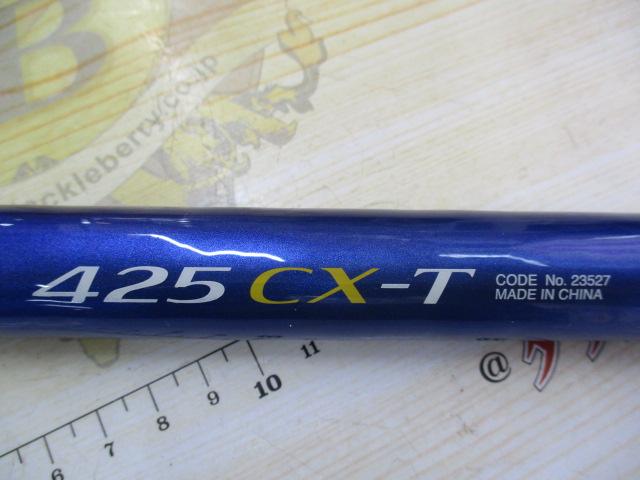 B
ckleberry.co.jp
425 CX-T
CODE No. 23527
MADE IN CHINA
6 7 8 9 10 11
@